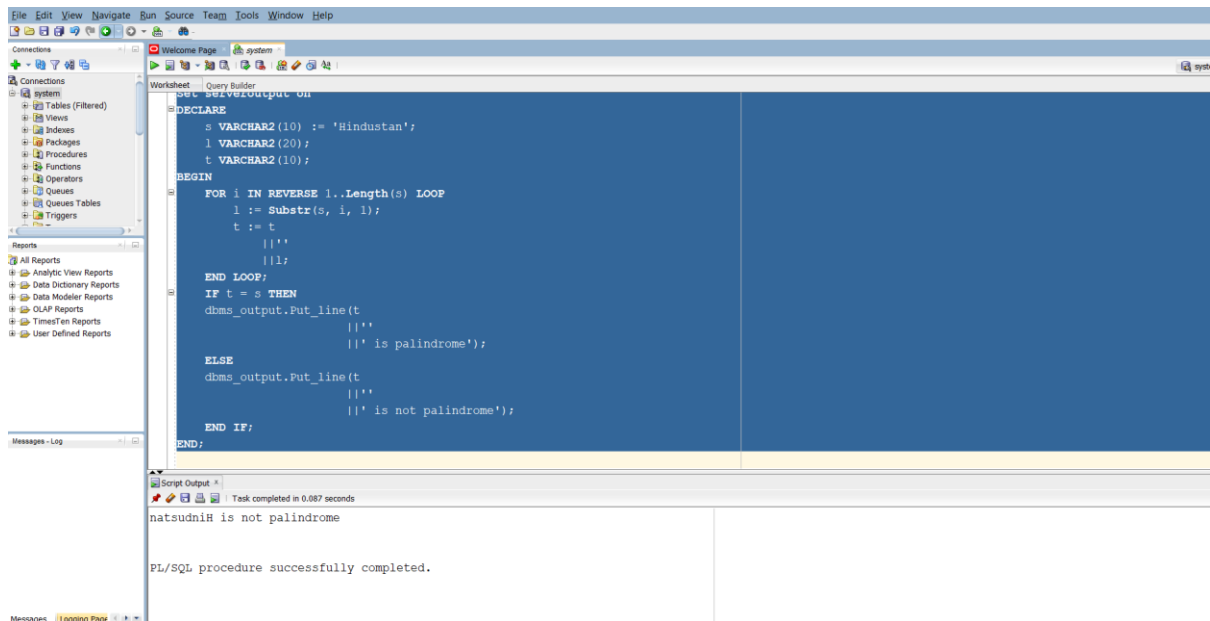 File Edit View Navigate Run Source Team Tools Window Help
Connections
Welcome Page
system
Connections
system
Tables (Filtered)
Views
Indexes
Packages
Procedures
Functions
Operators
Queues
Queues Tables
Triggers
Reports
All Reports
Analytic View Reports
Data Dictionary Reports
Data Modeler Reports
OLAP Reports
TimesTen Reports
User Defined Reports
Messages - Log
Messages Logging Page
Worksheet Query Builder
set serveroutput on
DECLARE
s VARCHAR2(10) := 'Hindustan';
l VARCHAR2(20);
t VARCHAR2(10);
BEGIN
FOR i IN REVERSE 1..Length(s) LOOP
l := Substr(s, i, 1);
t := t
||''
||l;
END LOOP;
IF t = s THEN
dbms_output.Put_line(t
||''
||' is palindrome');
ELSE
dbms_output.Put_line(t
||''
||' is not palindrome');
END IF;
END;
Script Output
Task completed in 0.087 seconds
natsudniH is not palindrome
PL/SQL procedure successfully completed.